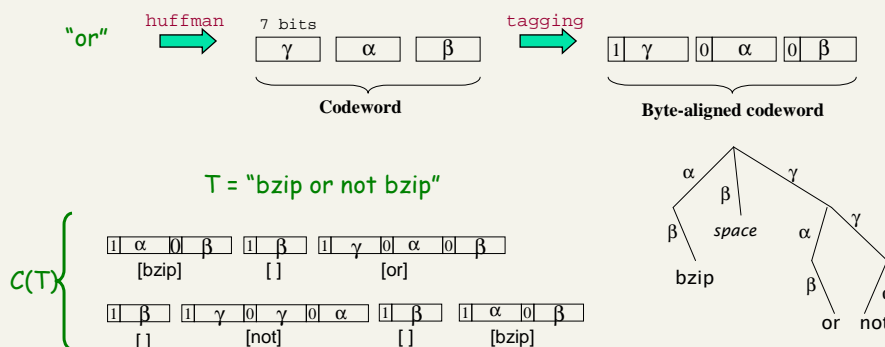 "or"
huffman
7 bits
γ α β
Codeword
tagging
1 γ 0 α 0 β
Byte-aligned codeword
T = "bzip or not bzip"
C(T)
1 α 0 β
[bzip]
1 β
[ ]
1 γ 0 α 0 β
[or]
1 β
[ ]
1 γ 0 γ 0 α
[not]
1 β
[ ]
1 α 0 β
[bzip]
α β γ
β space α γ
bzip β
or not